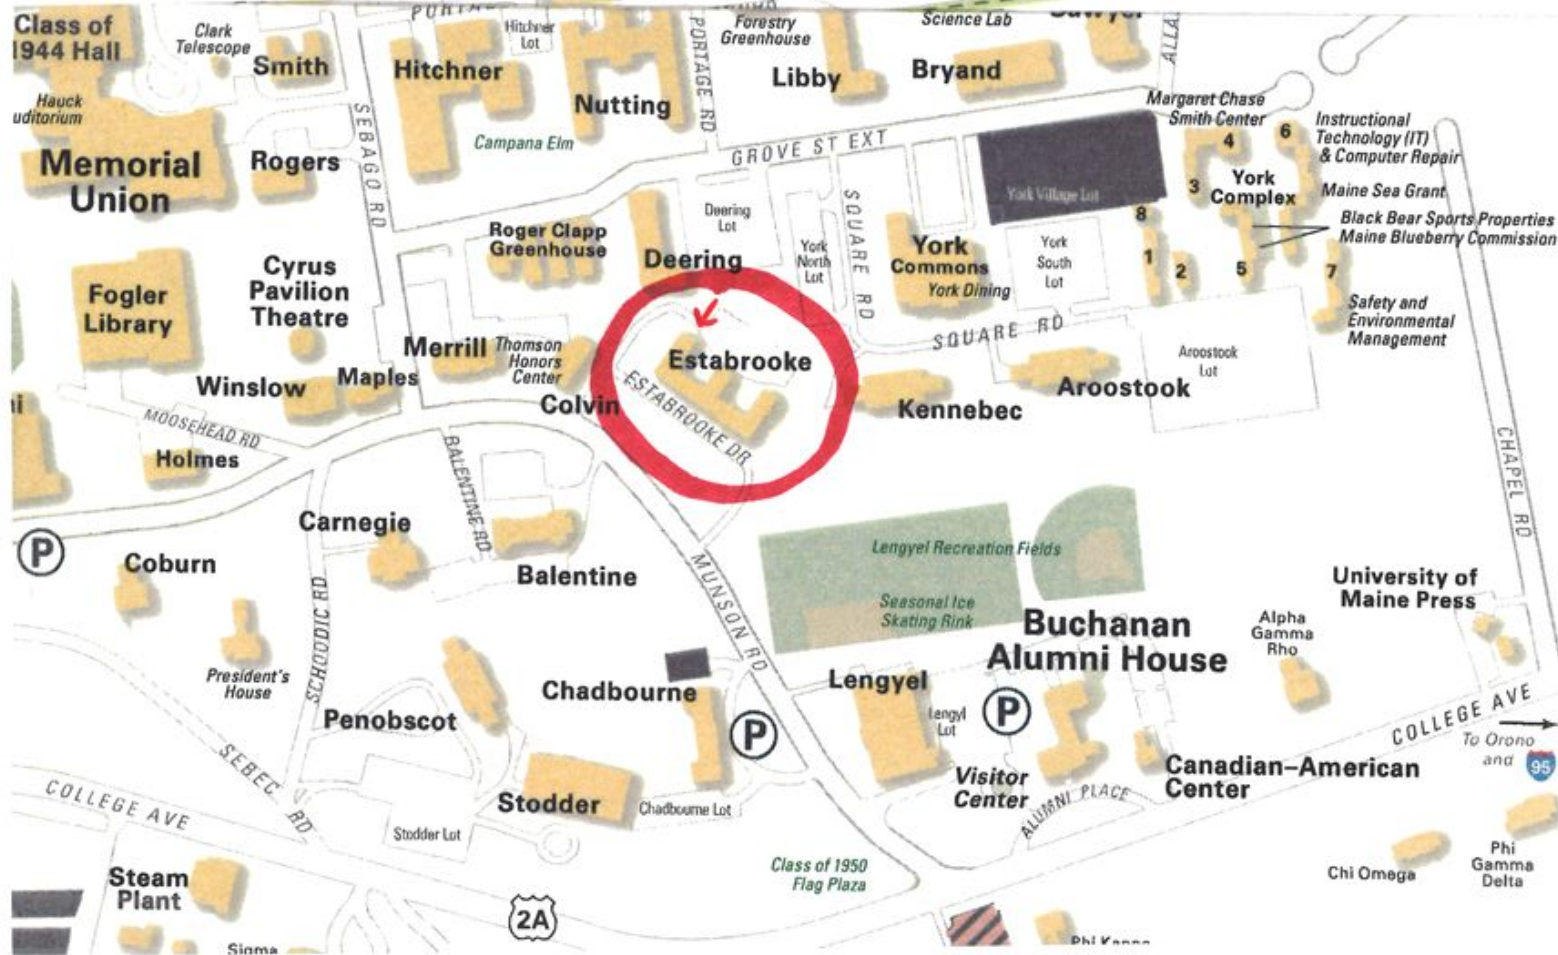 Class of
1944 Hall
Clark
Telescope
Smith
Hitchner
Lot
Hitchner
Nutting
PORTAGE RD
Forestry
Greenhouse
Libby
Science Lab
Bryand
Sawyer
Hauck
uditorium
Memorial
Union
Rogers
SEBAGO RD
Campana Elm
GROVE ST EXT
York Village Lot
Margaret Chase
Smith Center
4
6
3
8
1
2
5
7
York
Complex
Instructional
Technology (IT)
& Computer Repair
Maine Sea Grant
Black Bear Sports Properties
Maine Blueberry Commission
Safety and
Environmental
Management
Fogler
Library
Cyrus
Pavilion
Theatre
Roger Clapp
Greenhouse
Deering
Lot
Deering
York
North
Lot
SQUARE RD
York
Commons
York Dining
York
South
Lot
SQUARE RD
Winslow
Maples
Merrill
Thomson
Honors
Center
Colvin
Estabrooke
ESTABROOKE DR
Kennebec
Aroostook
Aroostook
Lot
CHAPEL RD
MOOSEHEAD RD
Holmes
BALENTINE RD
P
Coburn
Carnegie
Balentine
MUNSON RD
Lengyel Recreation Fields
Seasonal Ice
Skating Rink
Buchanan
Alumni House
Alpha
Gamma
Rho
University of
Maine Press
President's
House
SCHOODIC RD
Penobscot
Chadbourne
P
Lengyel
Lengyl
Lot
P
Visitor
Center
Canadian–American
Center
ALUMNI PLACE
COLLEGE AVE
To Orono
and
95
SEBEC RD
COLLEGE AVE
Stodder
Stodder Lot
Chadbourne Lot
Class of 1950
Flag Plaza
Chi Omega
Phi
Gamma
Delta
Steam
Plant
2A
Sigma